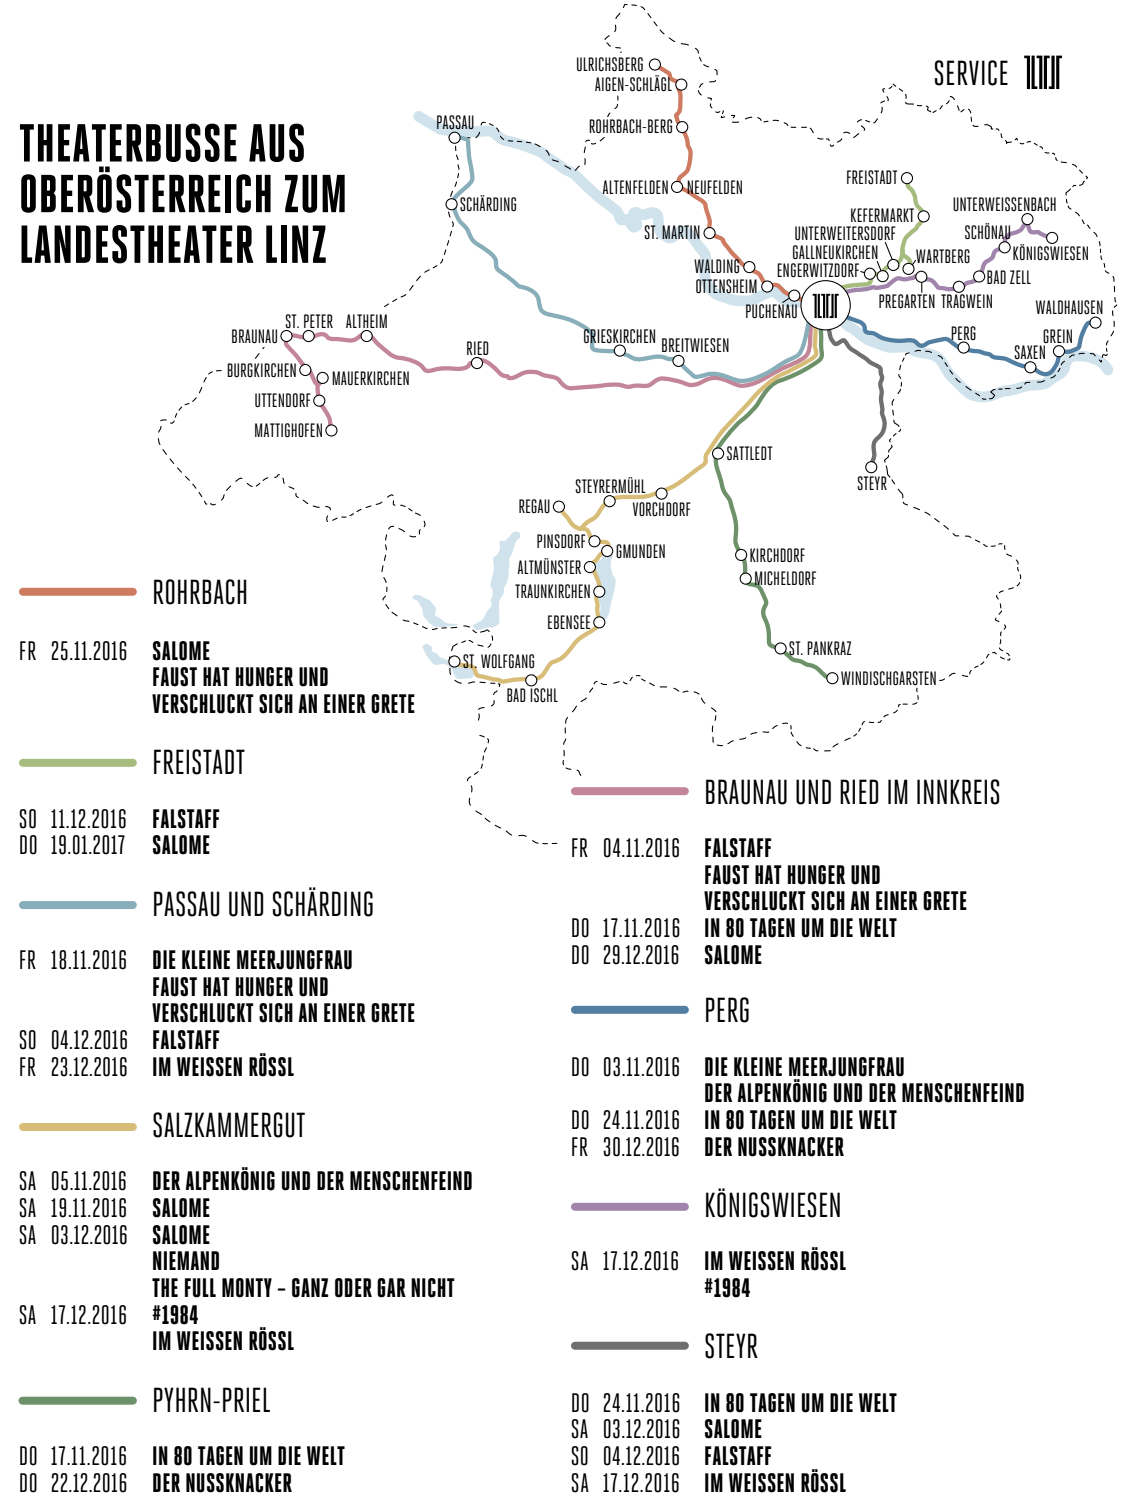 SERVICE
THEATERBUSSE AUS
OBERÖSTERREICH ZUM
LANDESTHEATER LINZ
ULRICHSBERG
AIGEN-SCHLÄGL
ROHRBACH-BERG
ALTENFELDEN
NEUFELDEN
ST. MARTIN
WALDING
OTTENSHEIM
PUCHENAU
PASSAU
SCHÄRDING
GRIESKIRCHEN
BREITWIESEN
FREISTADT
KEFERMARKT
UNTERWEITERSDORF
GALLNEUKIRCHEN
ENGERWITZDORF
WARTBERG
UNTERWEISSENBACH
SCHÖNAU
KÖNIGSWIESEN
BAD ZELL
PREGARTEN
TRAGWEIN
WALDHAUSEN
PERG
GREIN
SAXEN
BRAUNAU
ST. PETER
ALTHEIM
RIED
BURGKIRCHEN
MAUERKIRCHEN
UTTENDORF
MATTIGHOFEN
SATTLEDT
STEYR
STEYRERMÜHL
REGAU
VORCHDORF
PINSDORF
GMUNDEN
ALTMÜNSTER
TRAUNKIRCHEN
EBENSEE
ST. WOLFGANG
BAD ISCHL
KIRCHDORF
MICHELDORF
ST. PANKRAZ
WINDISCHGARSTEN
ROHRBACH
FR 25.11.2016 SALOME
FAUST HAT HUNGER UND
VERSCHLUCKT SICH AN EINER GRETE
FREISTADT
SO 11.12.2016 FALSTAFF
DO 19.01.2017 SALOME
PASSAU UND SCHÄRDING
FR 18.11.2016 DIE KLEINE MEERJUNGFRAU
FAUST HAT HUNGER UND
VERSCHLUCKT SICH AN EINER GRETE
SO 04.12.2016 FALSTAFF
FR 23.12.2016 IM WEISSEN RÖSSL
SALZKAMMERGUT
SA 05.11.2016 DER ALPENKÖNIG UND DER MENSCHENFEIND
SA 19.11.2016 SALOME
SA 03.12.2016 SALOME
NIEMAND
THE FULL MONTY – GANZ ODER GAR NICHT
SA 17.12.2016 #1984
IM WEISSEN RÖSSL
PYHRN-PRIEL
DO 17.11.2016 IN 80 TAGEN UM DIE WELT
DO 22.12.2016 DER NUSSKNACKER
BRAUNAU UND RIED IM INNKREIS
FR 04.11.2016 FALSTAFF
FAUST HAT HUNGER UND
VERSCHLUCKT SICH AN EINER GRETE
DO 17.11.2016 IN 80 TAGEN UM DIE WELT
DO 29.12.2016 SALOME
PERG
DO 03.11.2016 DIE KLEINE MEERJUNGFRAU
DER ALPENKÖNIG UND DER MENSCHENFEIND
DO 24.11.2016 IN 80 TAGEN UM DIE WELT
FR 30.12.2016 DER NUSSKNACKER
KÖNIGSWIESEN
SA 17.12.2016 IM WEISSEN RÖSSL
#1984
STEYR
DO 24.11.2016 IN 80 TAGEN UM DIE WELT
SA 03.12.2016 SALOME
SO 04.12.2016 FALSTAFF
SA 17.12.2016 IM WEISSEN RÖSSL